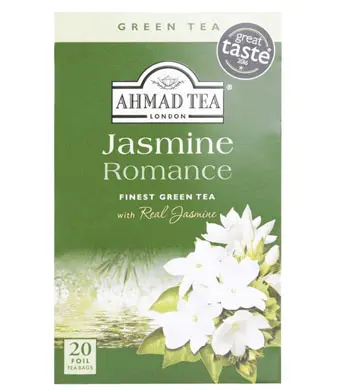 GREEN TEA
great
taste
2016
AHMAD TEA
LONDON
Jasmine
Romance
FINEST GREEN TEA
with Real Jasmine
20
FOIL
TEA BAGS